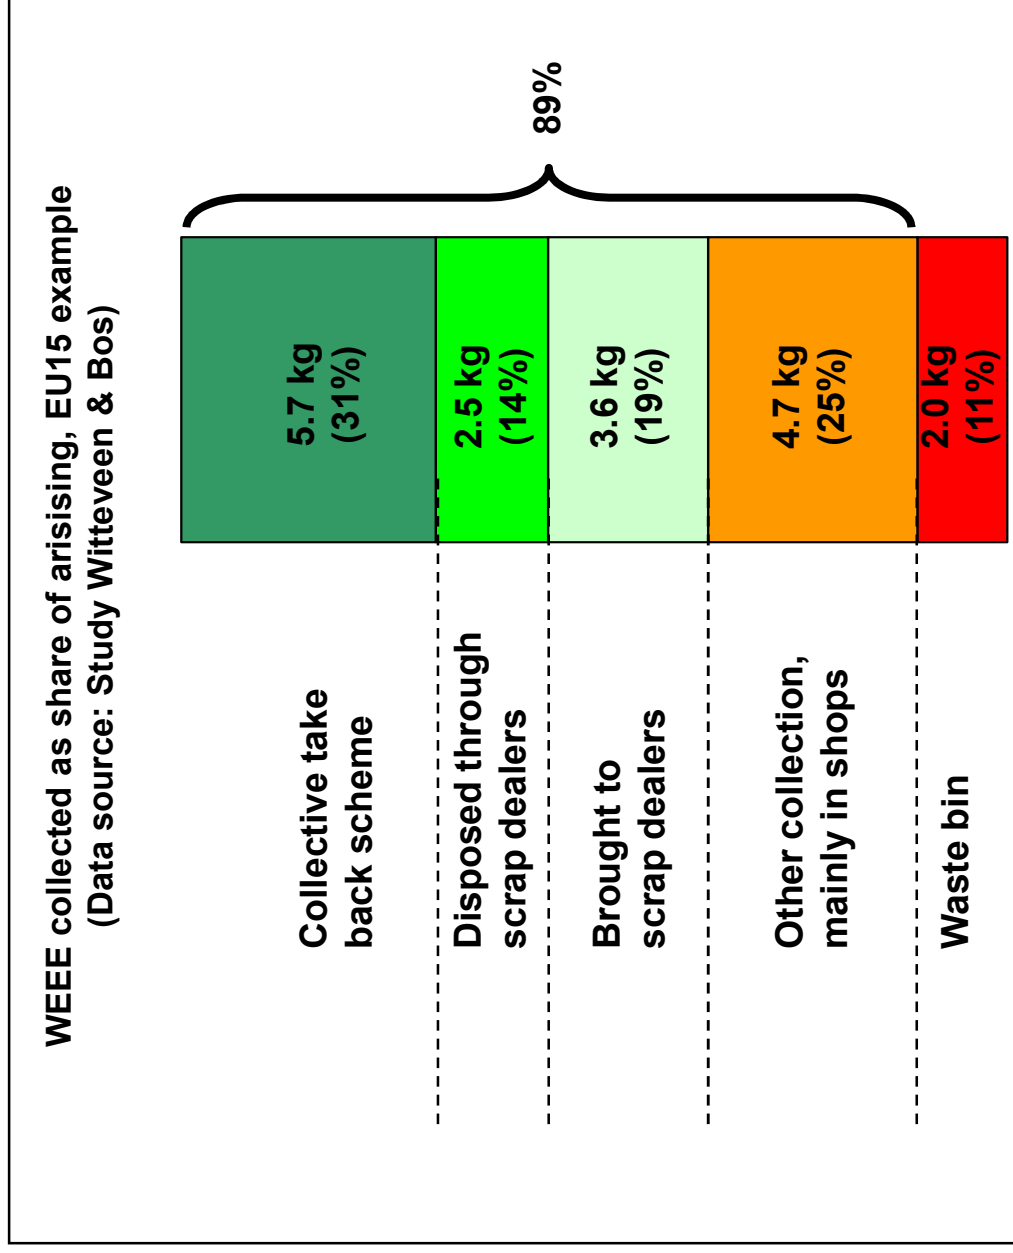 WEEE collected as share of arisising, EU15 example
(Data source: Study Witteveen & Bos)
Collective take
back scheme
5.7 kg
(31%)
Disposed through
scrap dealers
2.5 kg
(14%)
Brought to
scrap dealers
3.6 kg
(19%)
Other collection,
mainly in shops
4.7 kg
(25%)
Waste bin
2.0 kg
(11%)
89%